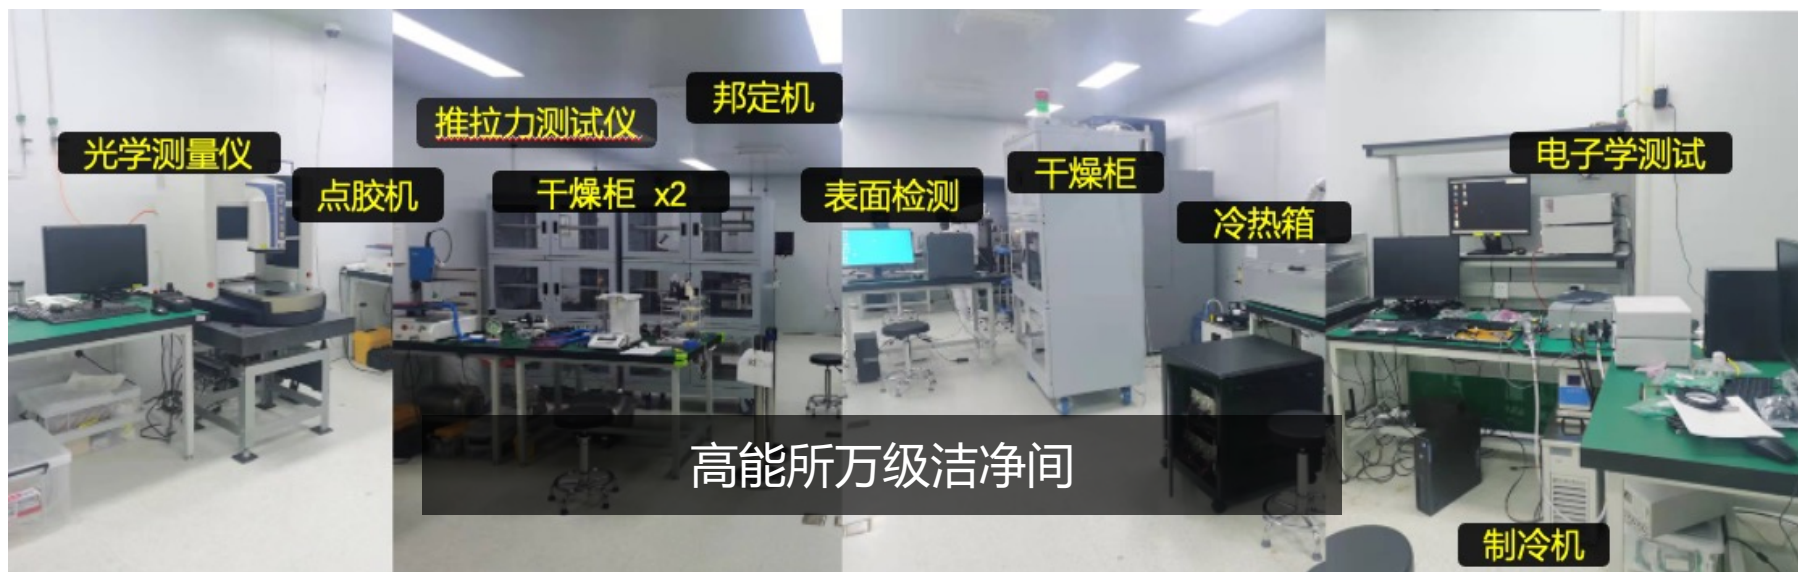 光学测量仪
点胶机
推拉力测试仪
邦定机
干燥柜 x2
表面检测
干燥柜
冷热箱
电子学测试
制冷机
高能所万级洁净间